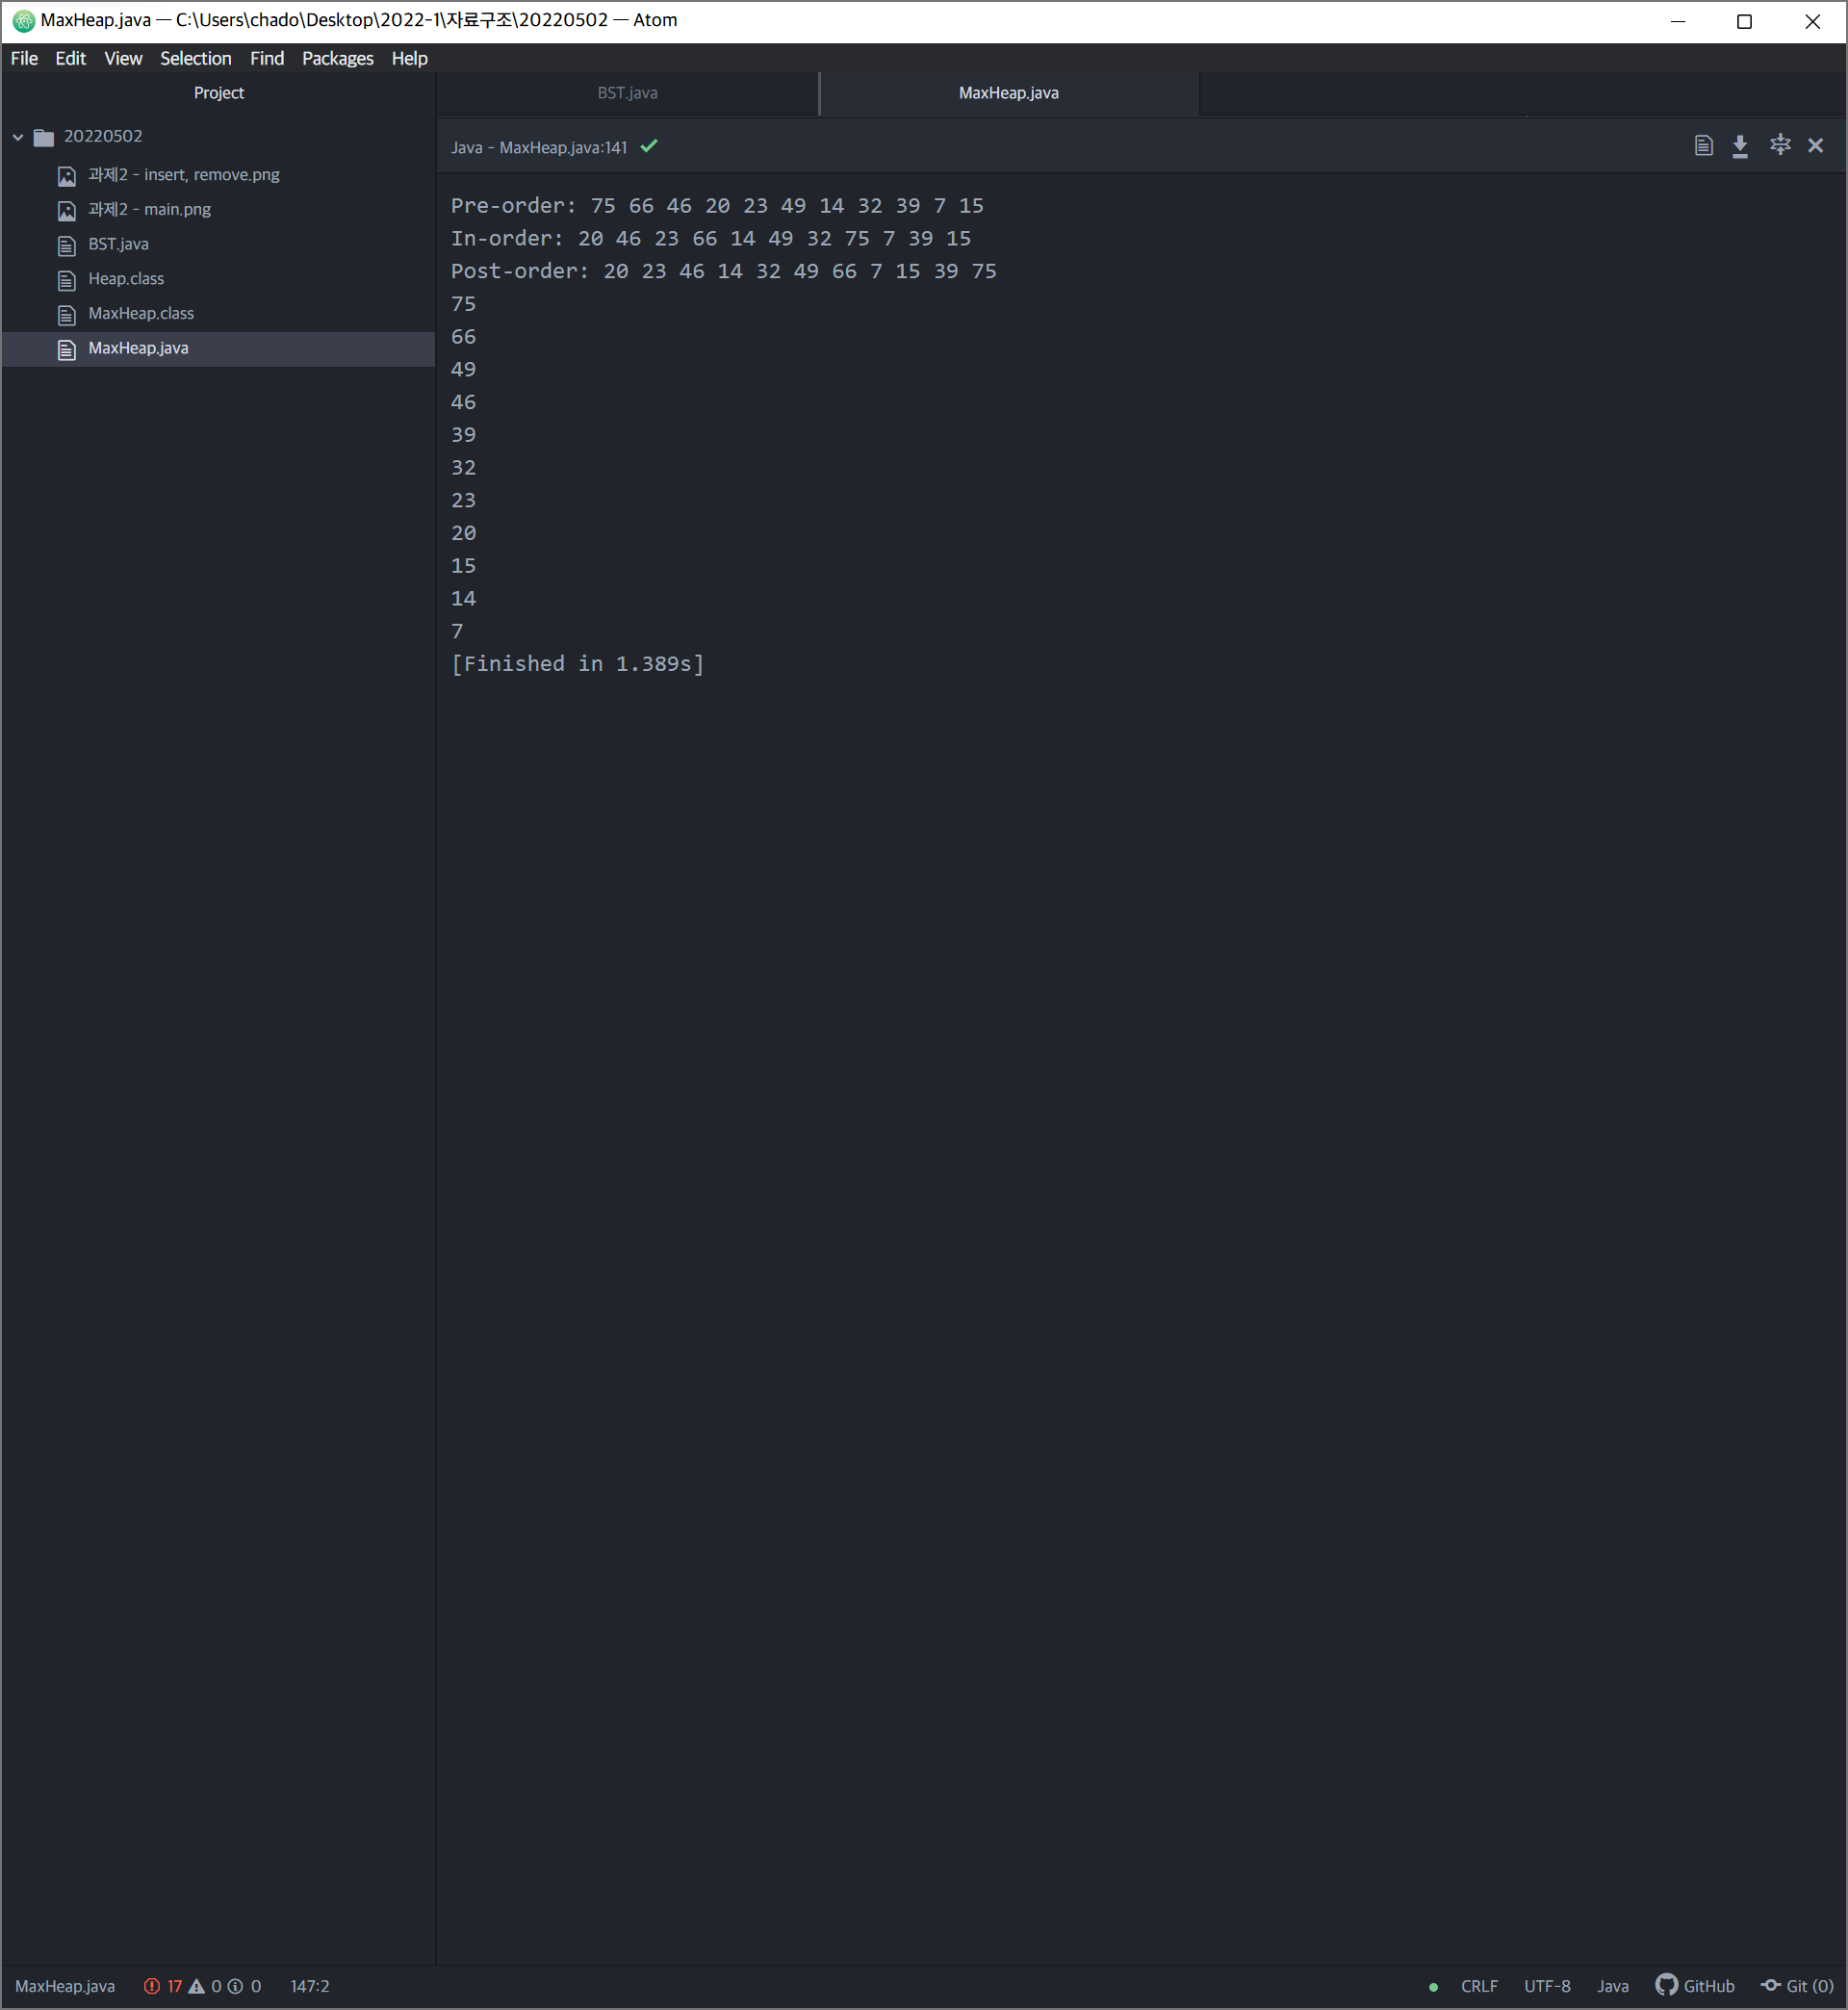 MaxHeap.java — C:\Users\chado\Desktop\2022-1\자료구조\20220502 — Atom
File Edit View Selection Find Packages Help
Project
BST.java
MaxHeap.java
20220502
과제2 - insert, remove.png
과제2 - main.png
BST.java
Heap.class
MaxHeap.class
MaxHeap.java
Java - MaxHeap.java:141
Pre-order: 75 66 46 20 23 49 14 32 39 7 15
In-order: 20 46 23 66 14 49 32 75 7 39 15
Post-order: 20 23 46 14 32 49 66 7 15 39 75
75
66
49
46
39
32
23
20
15
14
7
[Finished in 1.389s]
MaxHeap.java 17 0 0 147:2 CRLF UTF-8 Java GitHub Git (0)